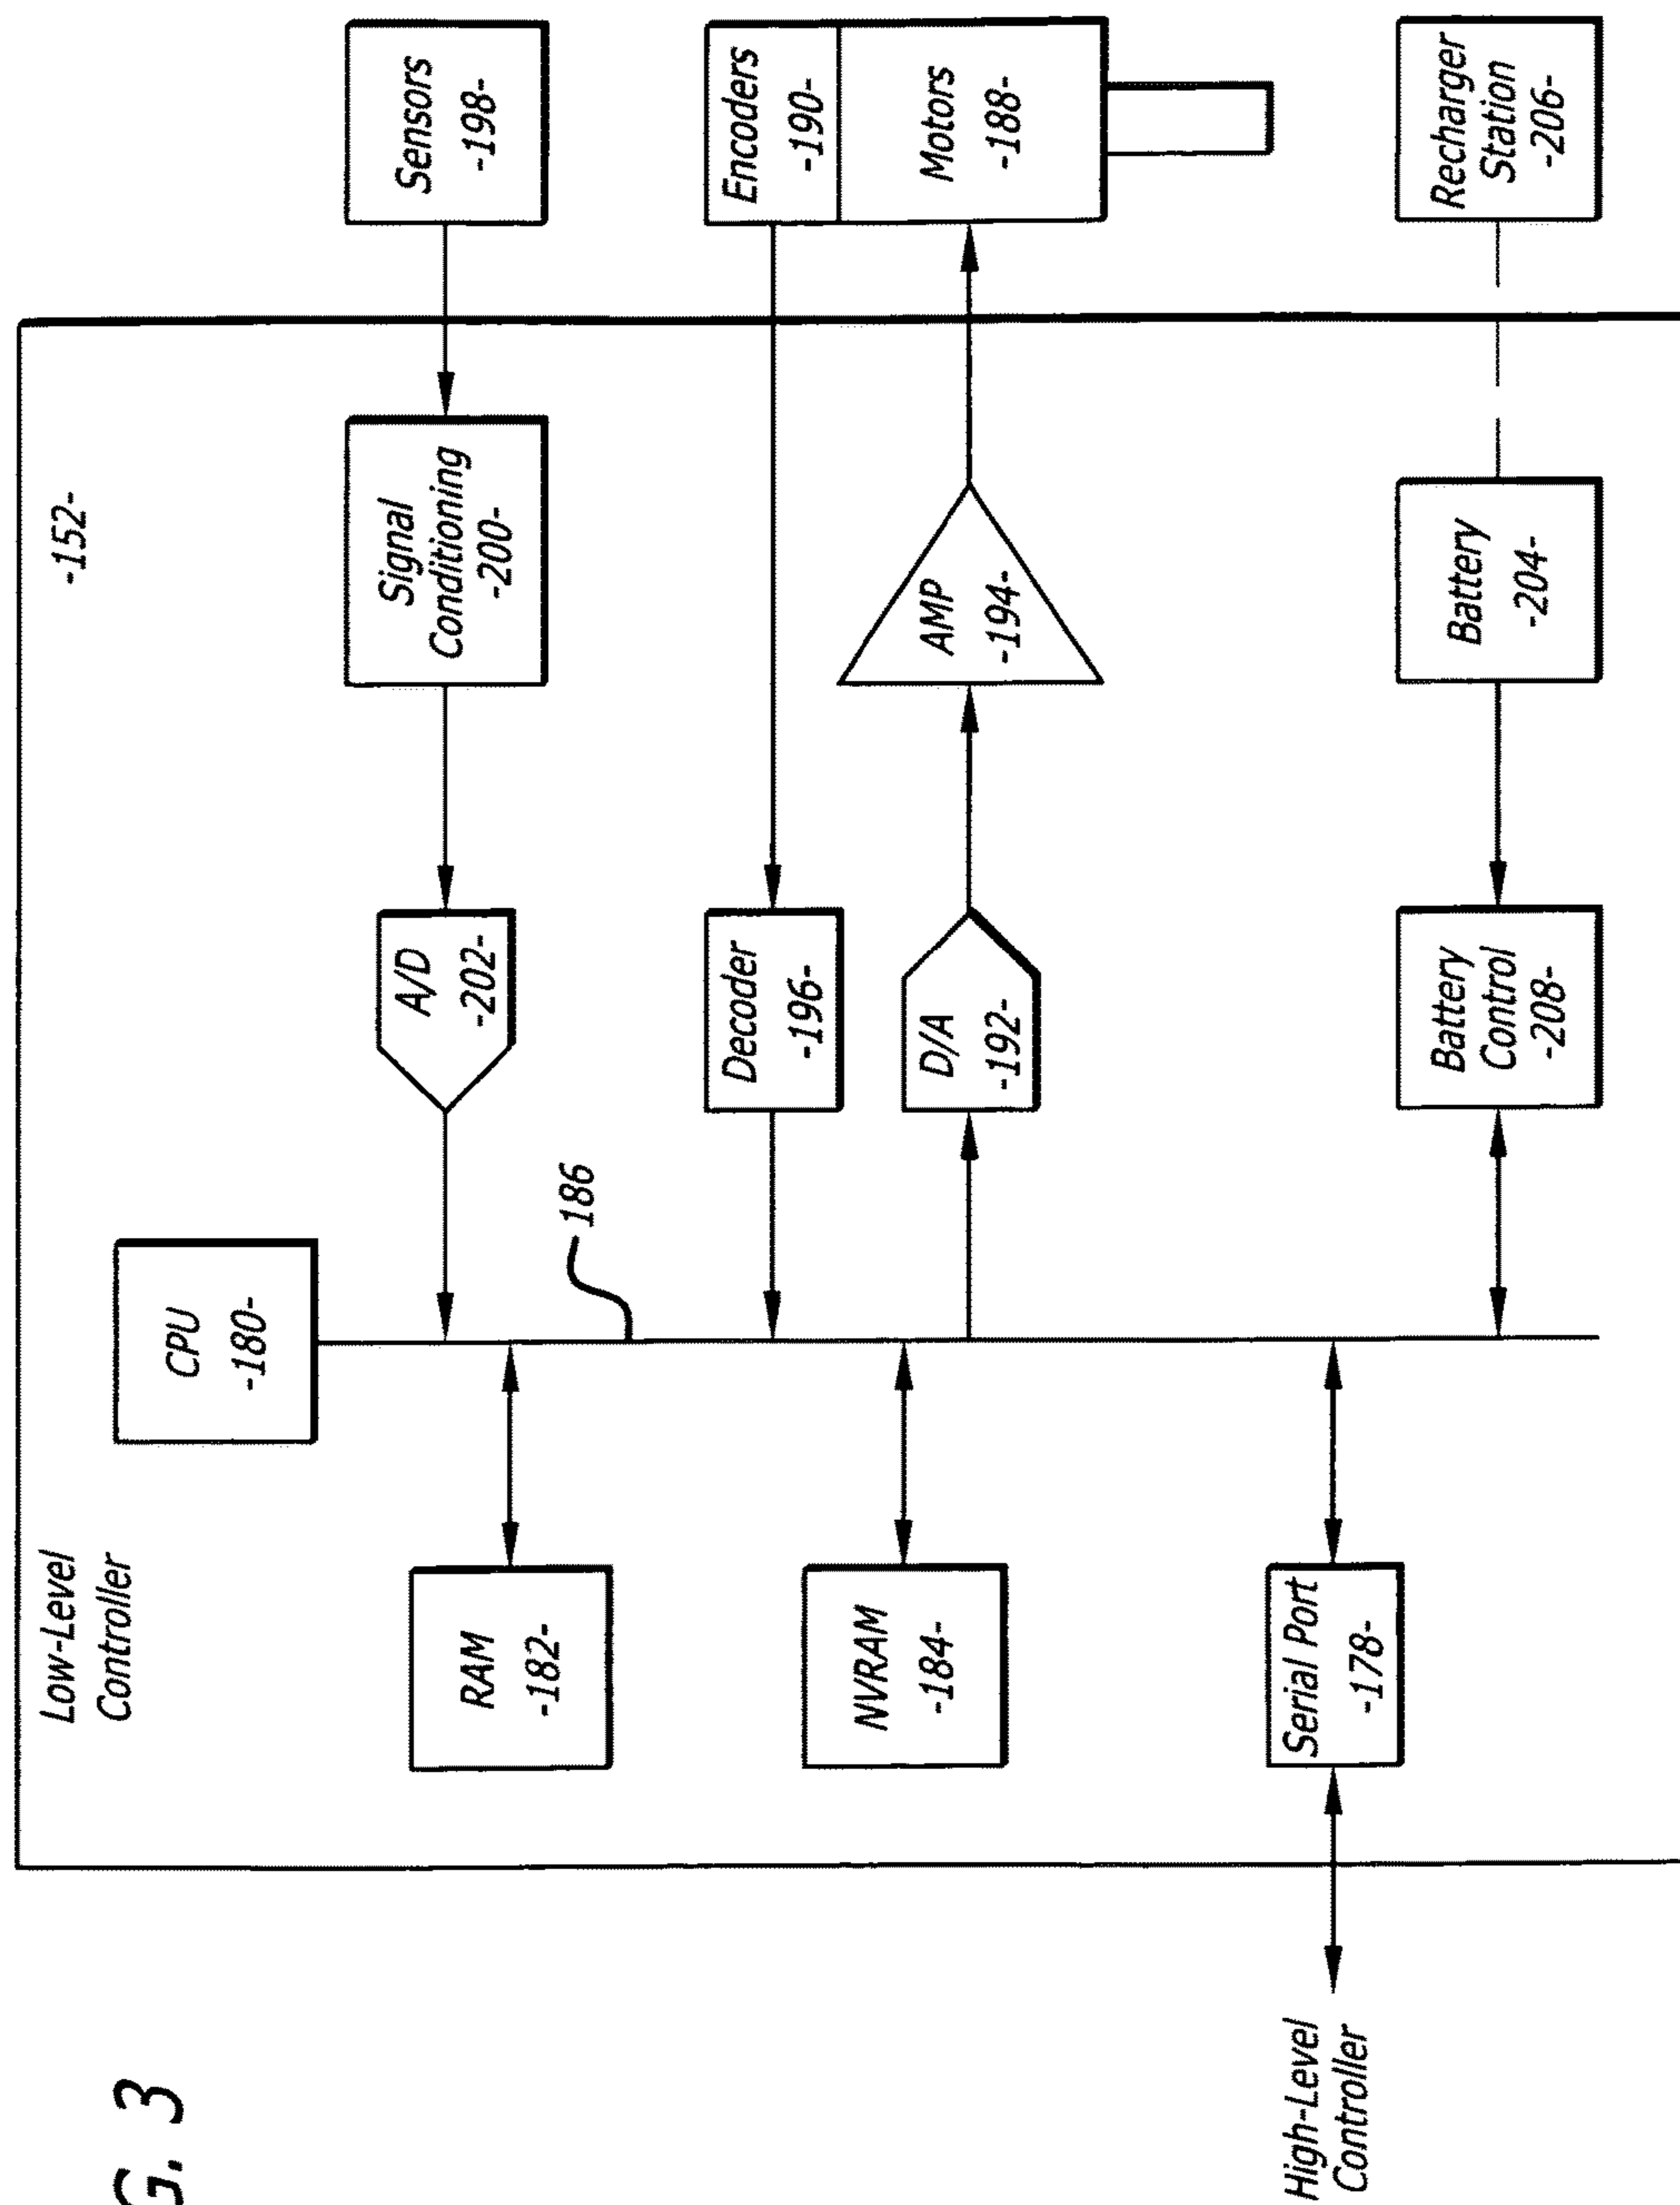 G. 3
Low-Level
Controller
-152-
CPU
-180-
RAM
-182-
A/D
-202-
Signal
Conditioning
-200-
Sensors
-198-
186
Decoder
-196-
Encoders
-190-
NVRAM
-184-
D/A
-192-
AMP
-194-
Motors
-188-
High-Level
Controller
Serial Port
-178-
Battery
Control
-208-
Battery
-204-
Recharger
Station
-206-